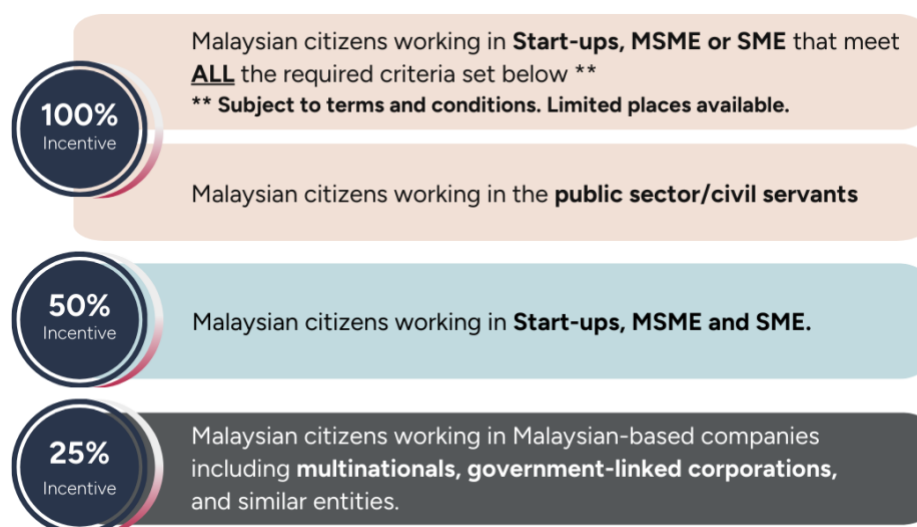 Malaysian citizens working in Start-ups, MSME or SME that meet
ALL the required criteria set below **
** Subject to terms and conditions. Limited places available.
100%
Incentive
Malaysian citizens working in the public sector/civil servants
50%
Incentive
Malaysian citizens working in Start-ups, MSME and SME.
25%
Incentive
Malaysian citizens working in Malaysian-based companies
including multinationals, government-linked corporations,
and similar entities.